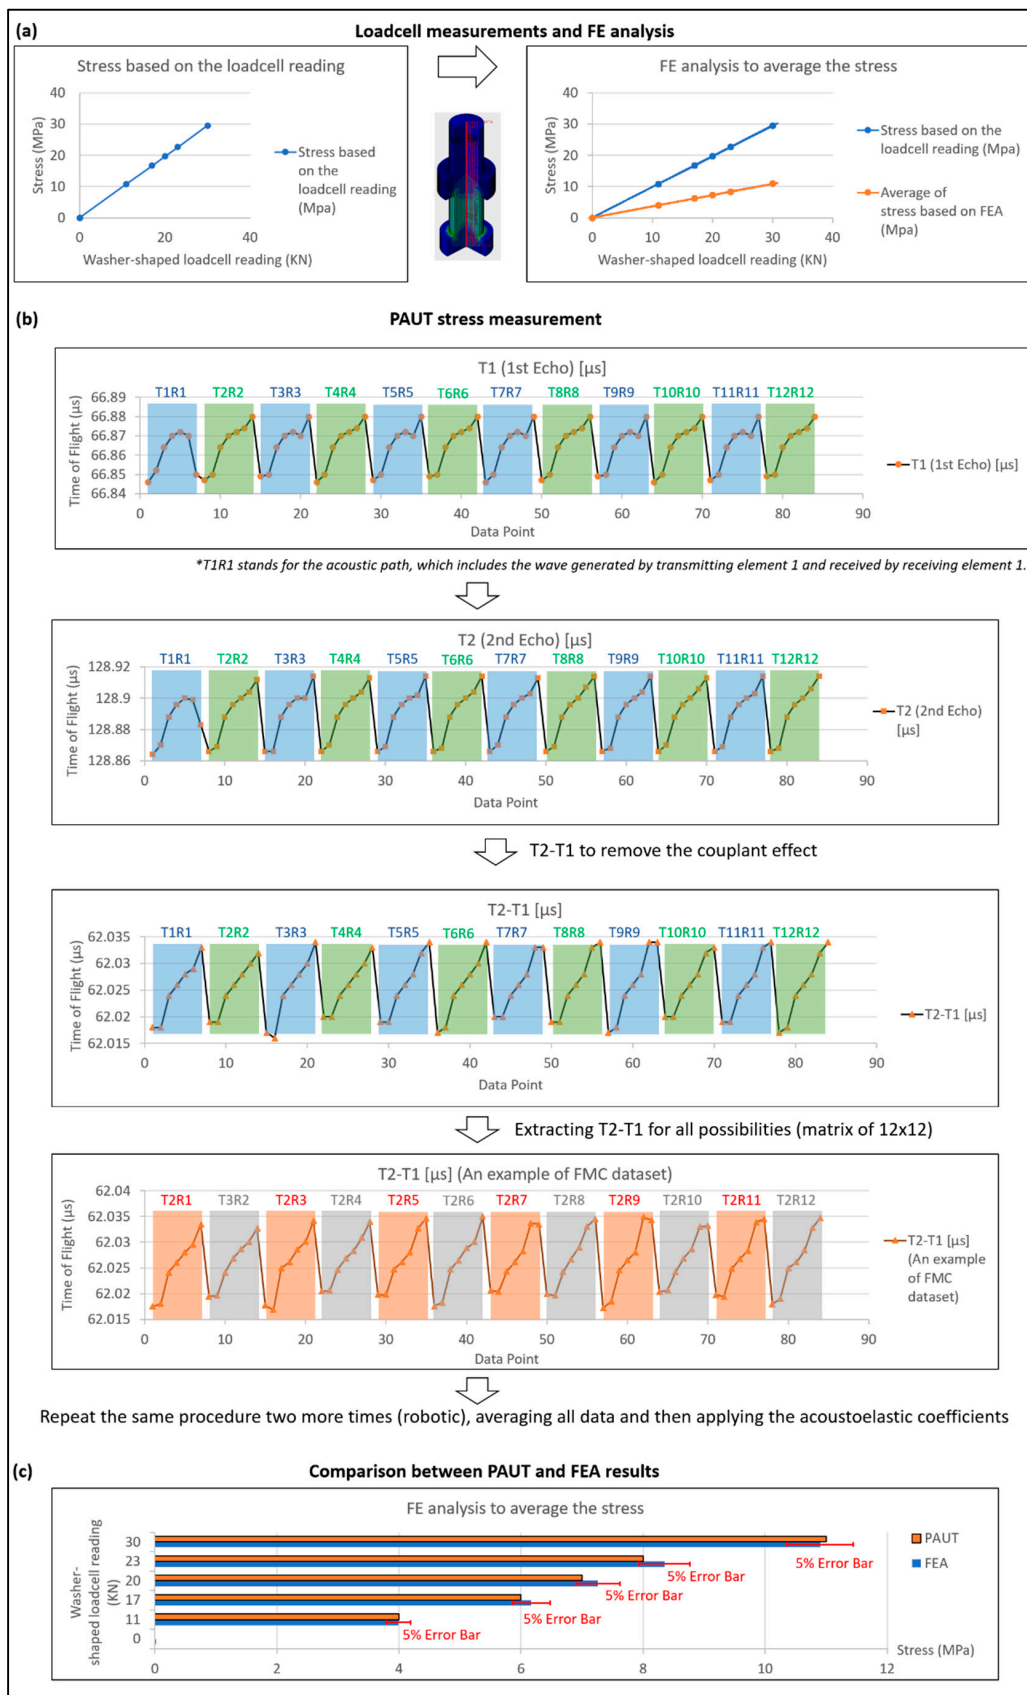 (a)
Loadcell measurements and FE analysis
Stress based on the loadcell reading
40
30
20
10
0
Stress (MPa)
0 20 40
Washer-shaped loadcell reading (KN)
Stress based
on the
loadcell reading
(Mpa)
FE analysis to average the stress
40
30
20
10
0
Stress (MPa)
0 10 20 30 40
Washer-shaped loadcell reading (KN)
Stress based on the
loadcell reading (Mpa)
Average of
stress based on FEA
(Mpa)
(b)
PAUT stress measurement
T1 (1st Echo) [µs]
T1R1 T2R2 T3R3 T4R4 T5R5 T6R6 T7R7 T8R8 T9R9 T10R10 T11R11 T12R12
66.89
66.88
66.87
66.86
66.85
66.84
Time of Flight (µs)
0 10 20 30 40 50 60 70 80 90
Data Point
T1 (1st Echo) [µs]
*T1R1 stands for the acoustic path, which includes the wave generated by transmitting element 1 and received by receiving element 1.
T2 (2nd Echo) [µs]
T1R1 T2R2 T3R3 T4R4 T5R5 T6R6 T7R7 T8R8 T9R9 T10R10 T11R11 T12R12
128.92
128.9
128.88
128.86
Time of Flight (µs)
0 10 20 30 40 50 60 70 80 90
Data Point
T2 (2nd Echo)
[µs]
T2-T1 to remove the couplant effect
T2-T1 [µs]
T1R1 T2R2 T3R3 T4R4 T5R5 T6R6 T7R7 T8R8 T9R9 T10R10 T11R11 T12R12
62.035
62.03
62.025
62.02
62.015
Time of Flight (µs)
0 10 20 30 40 50 60 70 80 90
Data Point
T2-T1 [µs]
Extracting T2-T1 for all possibilities (matrix of 12x12)
T2-T1 [µs] (An example of FMC dataset)
T2R1 T3R2 T2R3 T2R4 T2R5 T2R6 T2R7 T2R8 T2R9 T2R10 T2R11 T2R12
62.04
62.035
62.03
62.025
62.02
62.015
Time of Flight (µs)
0 10 20 30 40 50 60 70 80 90
Data Point
T2-T1 [µs]
(An example
of FMC
dataset)
Repeat the same procedure two more times (robotic), averaging all data and then applying the acoustoelastic coefficients
(c)
Comparison between PAUT and FEA results
FE analysis to average the stress
Washer-
shaped loadcell reading
(KN)
30
23
20
17
11
0
5% Error Bar
5% Error Bar
5% Error Bar
5% Error Bar
5% Error Bar
PAUT
FEA
Stress (MPa)
0 2 4 6 8 10 12